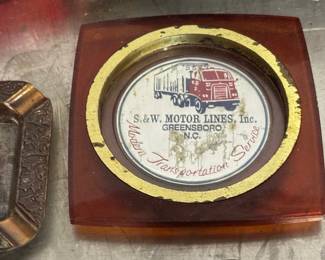 S. & W. MOTOR LINES, Inc.
GREENSBORO
N.C.
Modern Transportation Service